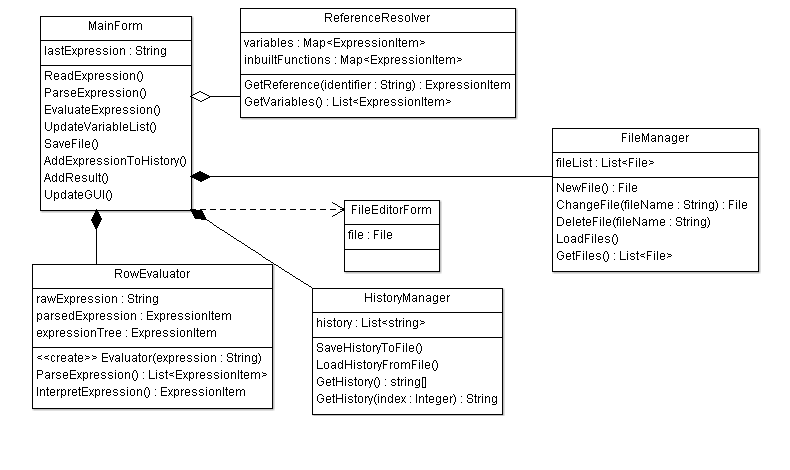 MainForm
lastExpression : String
ReadExpression()
ParseExpression()
EvaluateExpression()
UpdateVariableList()
SaveFile()
AddExpressionToHistory()
AddResult()
UpdateGUI()
ReferenceResolver
variables : Map<ExpressionItem>
inbuiltFunctions : Map<ExpressionItem>
GetReference(identifier : String) : ExpressionItem
GetVariables() : List<ExpressionItem>
FileManager
fileList : List<File>
NewFile() : File
ChangeFile(fileName : String) : File
DeleteFile(fileName : String)
LoadFiles()
GetFiles() : List<File>
FileEditorForm
file : File
RowEvaluator
rawExpression : String
parsedExpression : ExpressionItem
expressionTree : ExpressionItem
<<create>> Evaluator(expression : String)
ParseExpression() : List<ExpressionItem>
InterpretExpression() : ExpressionItem
HistoryManager
history : List<string>
SaveHistoryToFile()
LoadHistoryFromFile()
GetHistory() : string[]
GetHistory(index : Integer) : String